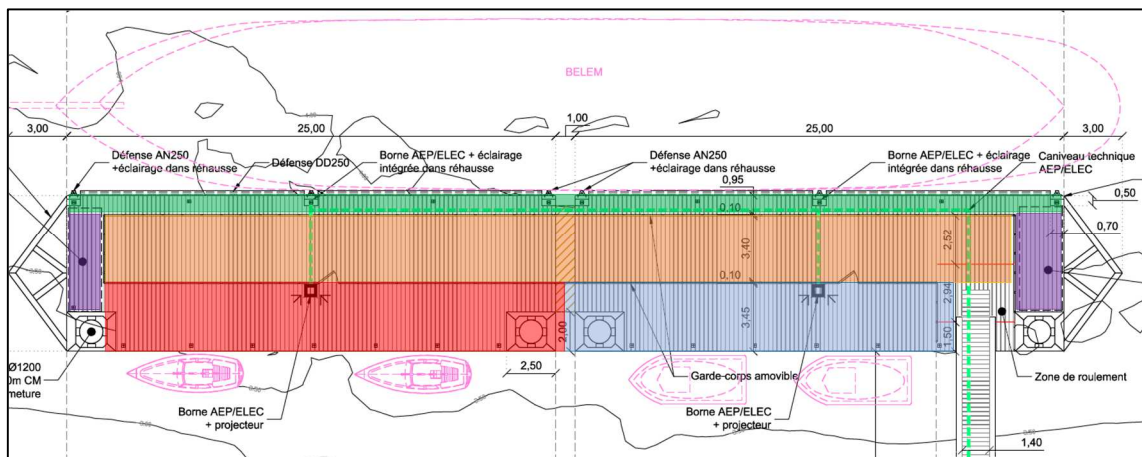 BELEM
3,00
25,00
1,00
25,00
3,00
Défense AN250
+éclairage dans réhausse
Défense DD250
Borne AEP/ELEC + éclairage
intégrée dans réhausse
Défense AN250
+éclairage dans réhausse
Borne AEP/ELEC + éclairage
intégrée dans réhausse
Caniveau technique
AEP/ELEC
0,95
0,50
0,10
0,70
2,52
3,40
0,10
2,94
3,45
2,00
1,50
Ø1200
0m CM
meture
2,50
Garde-corps amovible
Zone de roulement
Borne AEP/ELEC
+ projecteur
Borne AEP/ELEC
+ projecteur
1,40